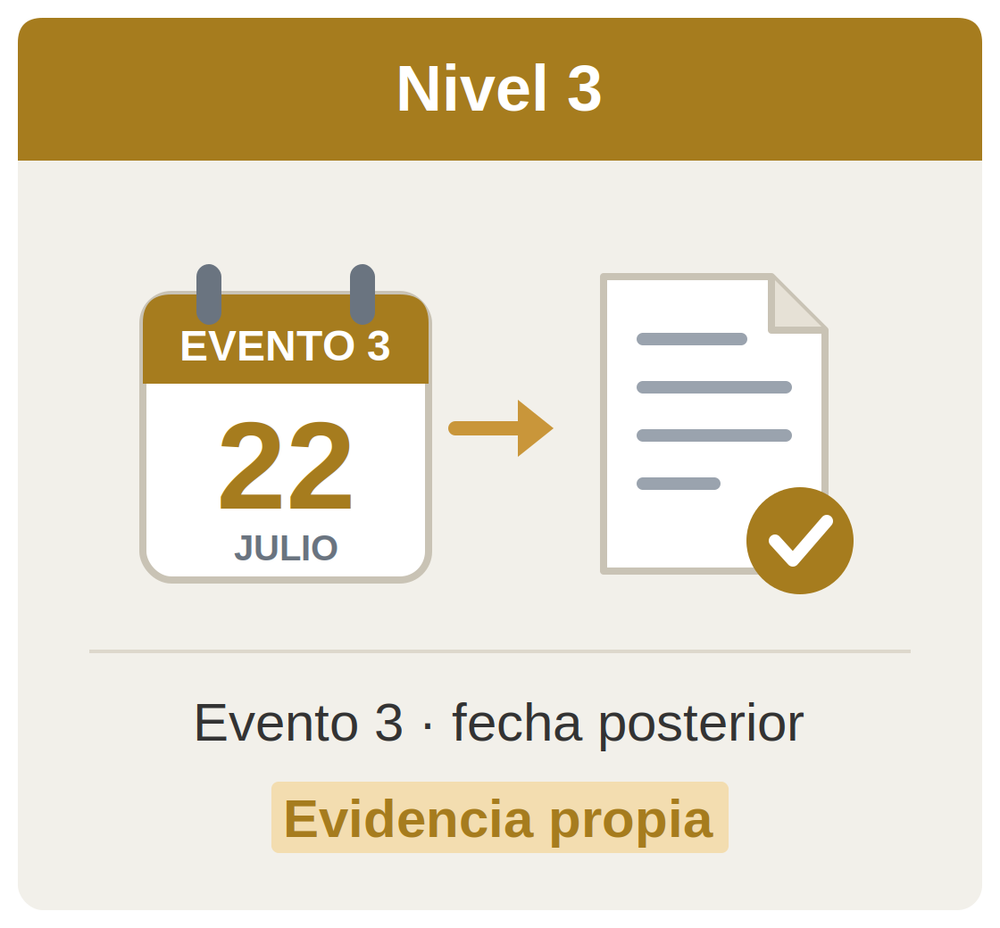 Nivel 3
EVENTO 3
22
JULIO
Evento 3 · fecha posterior
Evidencia propia